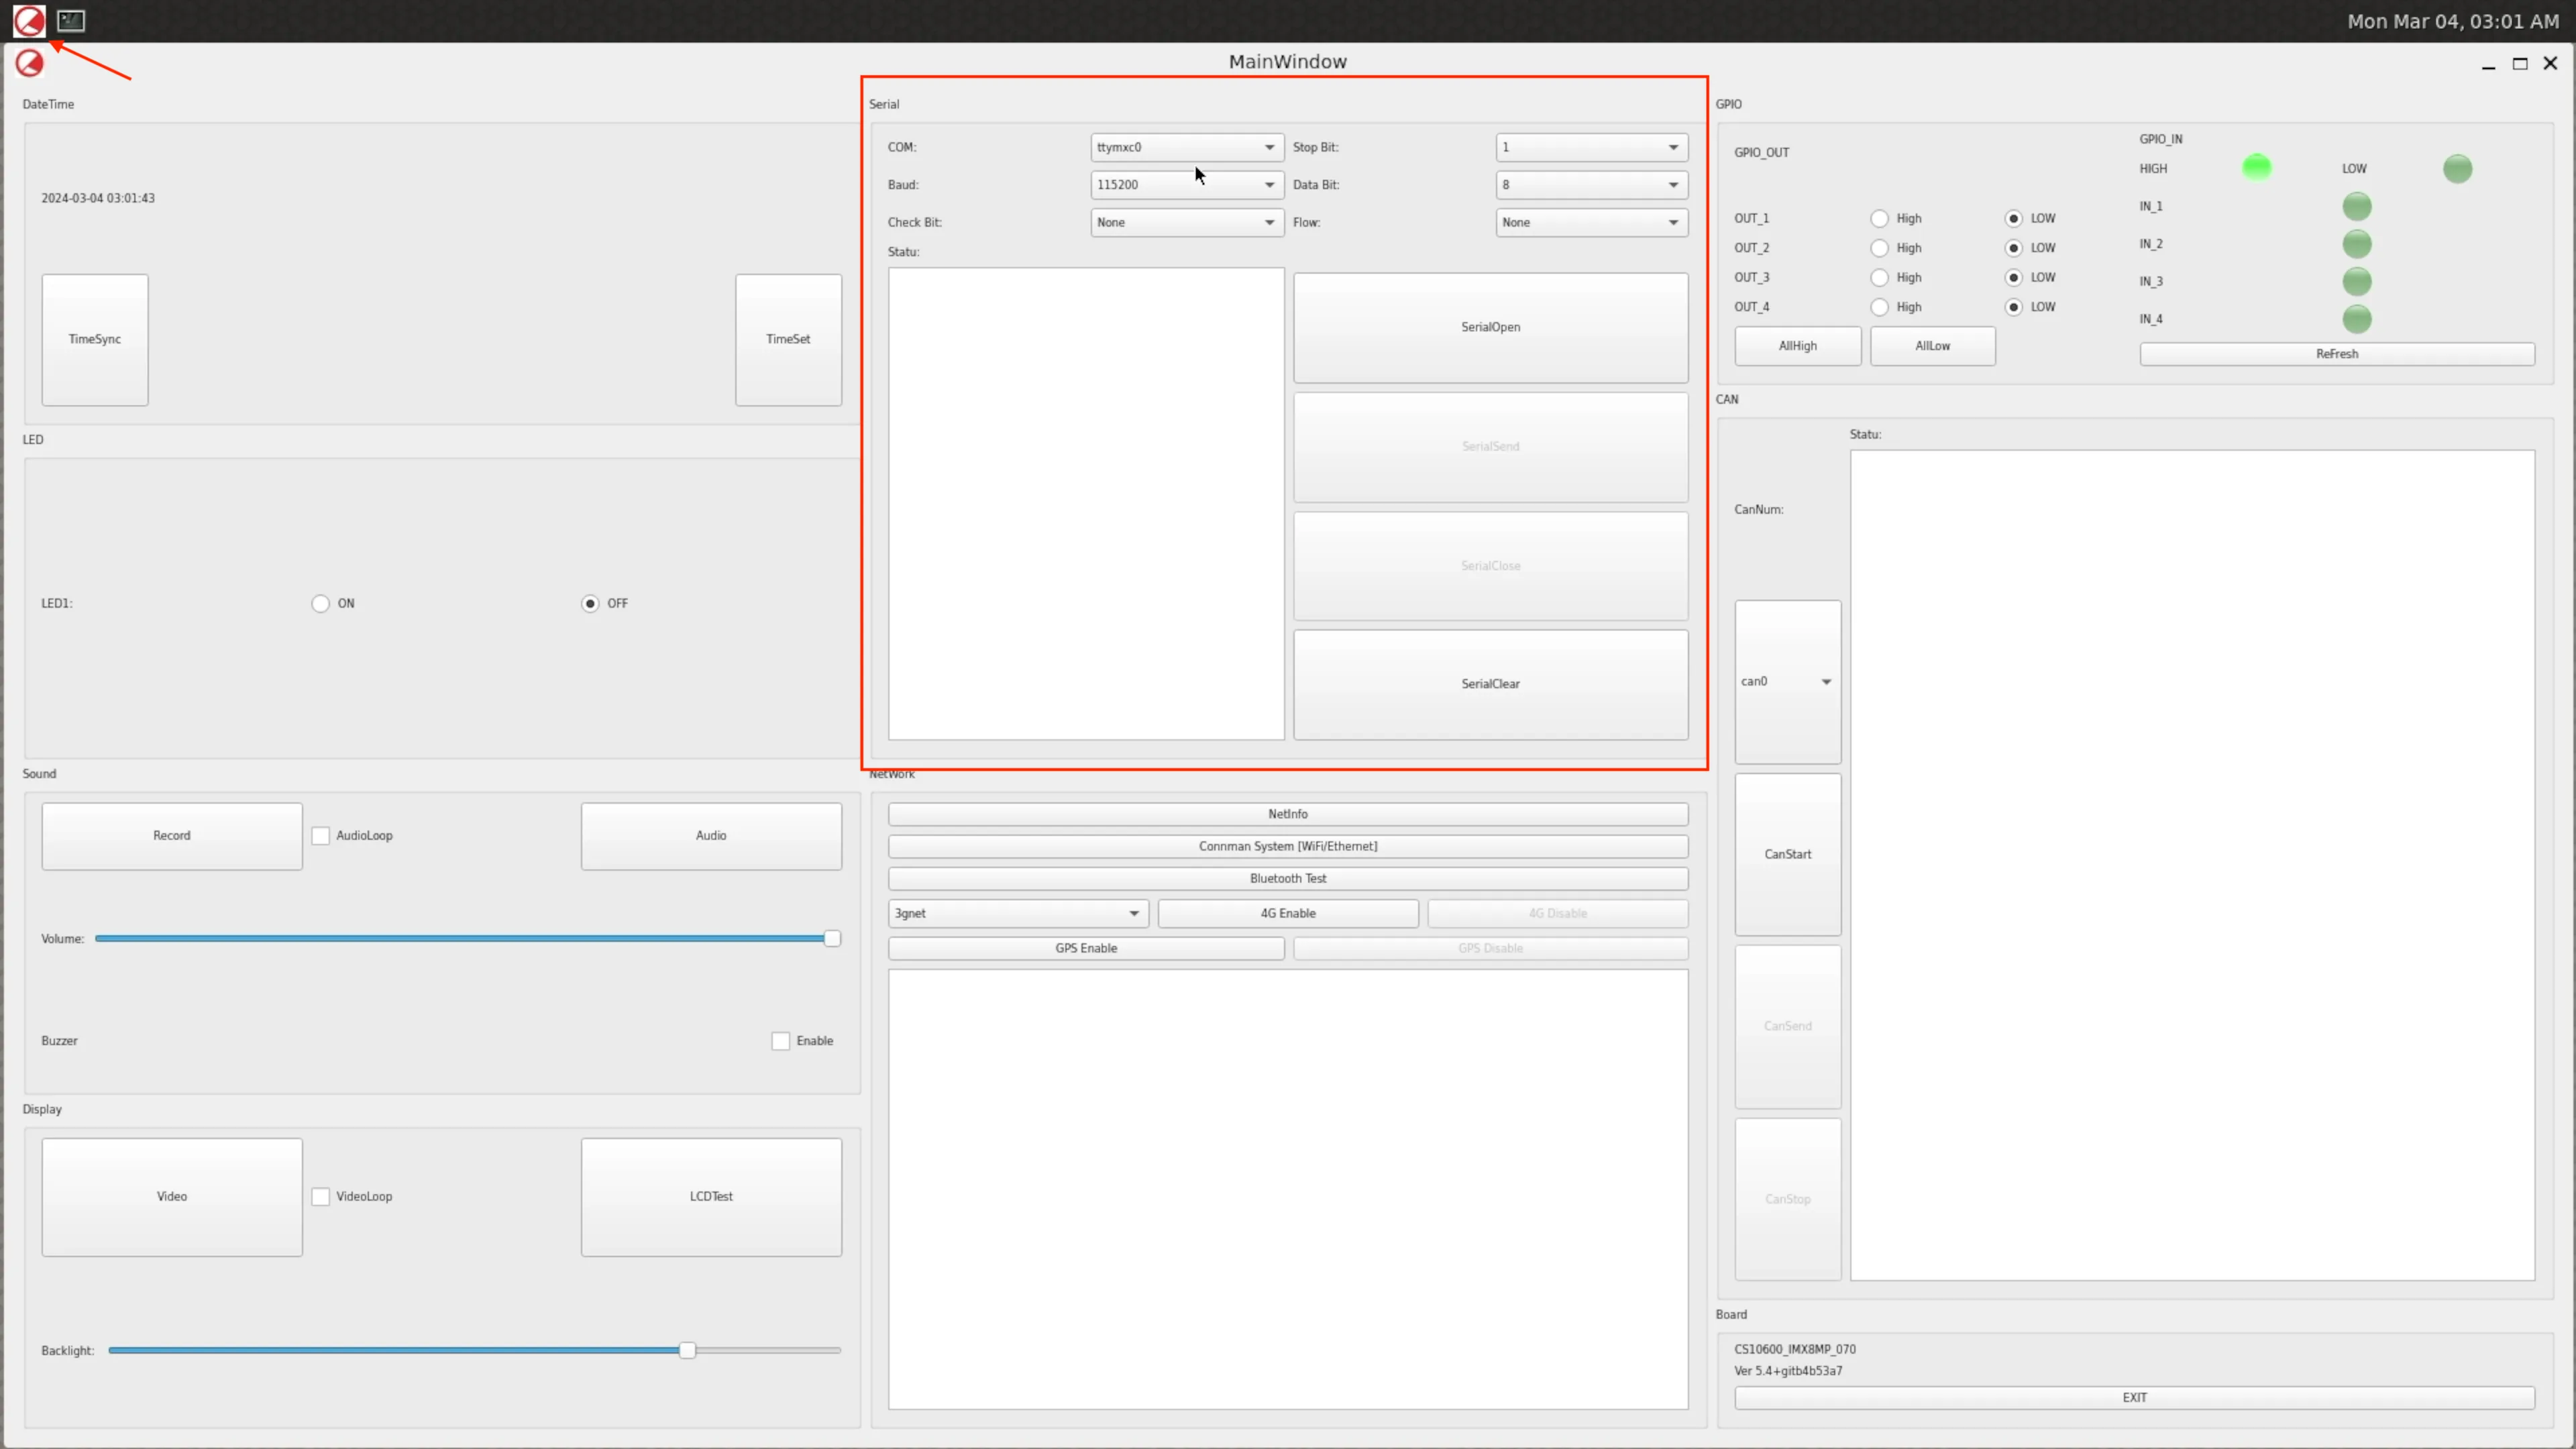 Mon Mar 04, 03:01 AM
MainWindow
DateTime
2024-03-04 03:01:43
TimeSync
TimeSet
LED
LED1:
ON
OFF
Sound
Record
AudioLoop
Audio
Volume:
Buzzer
Enable
Display
Video
VideoLoop
LCDTest
Backlight:
Serial
COM:
ttymxc0
Stop Bit:
1
Baud:
115200
Data Bit:
8
Check Bit:
None
Flow:
None
Statu:
SerialOpen
SerialSend
SerialClose
SerialClear
NetWork
NetInfo
Connman System [WiFi/Ethernet]
Bluetooth Test
3gnet
4G Enable
4G Disable
GPS Enable
GPS Disable
GPIO
GPIO_OUT
OUT_1
High
LOW
OUT_2
High
LOW
OUT_3
High
LOW
OUT_4
High
LOW
AllHigh
AllLow
GPIO_IN
HIGH
LOW
IN_1
IN_2
IN_3
IN_4
ReFresh
CAN
Statu:
CanNum:
can0
CanStart
CanSend
CanStop
Board
CS10600_IMX8MP_070
Ver 5.4+gitb4b53a7
EXIT